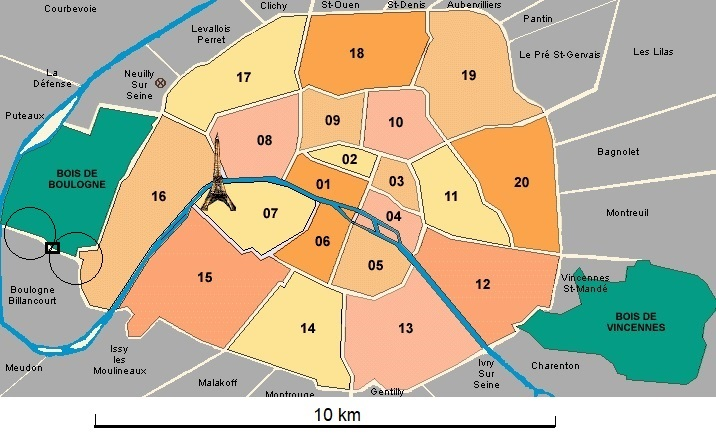 Courbevoie
Clichy
St-Ouen
St-Denis
Aubervilliers
Pantin
Levallois
Perret
Le Pré St-Gervais
Les Lilas
La
Défense
Neuilly
Sur
Seine
Puteaux
17
18
19
09
10
08
02
BOIS DE
BOULOGNE
16
01
03
11
20
Bagnolet
07
04
Montreuil
06
05
15
12
Boulogne
Billancourt
Vincennes
St-Mandé
BOIS DE
VINCENNES
14
13
Issy
les
Moulineaux
Meudon
Malakoff
Montrouge
Gentilly
Ivry
Sur
Seine
Charenton
10 km